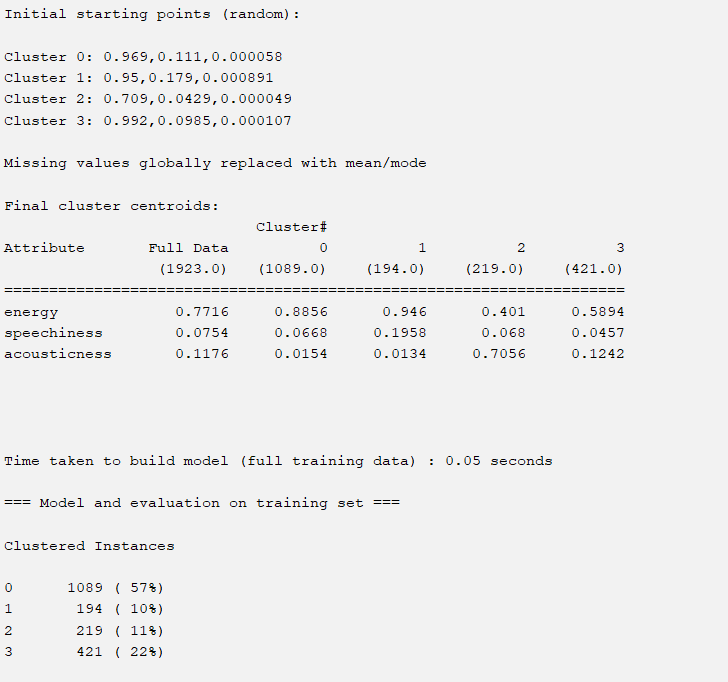 Initial starting points (random):
Cluster 0: 0.969,0.111,0.000058
Cluster 1: 0.95,0.179,0.000891
Cluster 2: 0.709,0.0429,0.000049
Cluster 3: 0.992,0.0985,0.000107
Missing values globally replaced with mean/mode
Final cluster centroids:
Cluster#
Attribute Full Data 0 1 2 3
(1923.0) (1089.0) (194.0) (219.0) (421.0)
======================================================================
energy 0.7716 0.8856 0.946 0.401 0.5894
speechiness 0.0754 0.0668 0.1958 0.068 0.0457
acousticness 0.1176 0.0154 0.0134 0.7056 0.1242
Time taken to build model (full training data) : 0.05 seconds
=== Model and evaluation on training set ===
Clustered Instances
0 1089 ( 57%)
1 194 ( 10%)
2 219 ( 11%)
3 421 ( 22%)